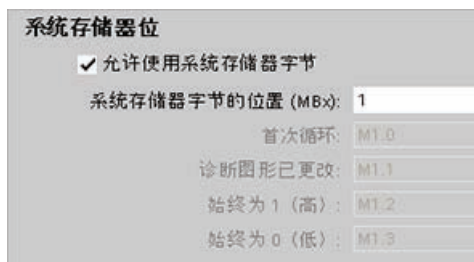 系统存储器位
允许使用系统存储器字节
系统存储器字节的位置 (MBx): 1
首次循环: M1.0
诊断图形已更改: M1.1
始终为 1（高）: M1.2
始终为 0（低）: M1.3